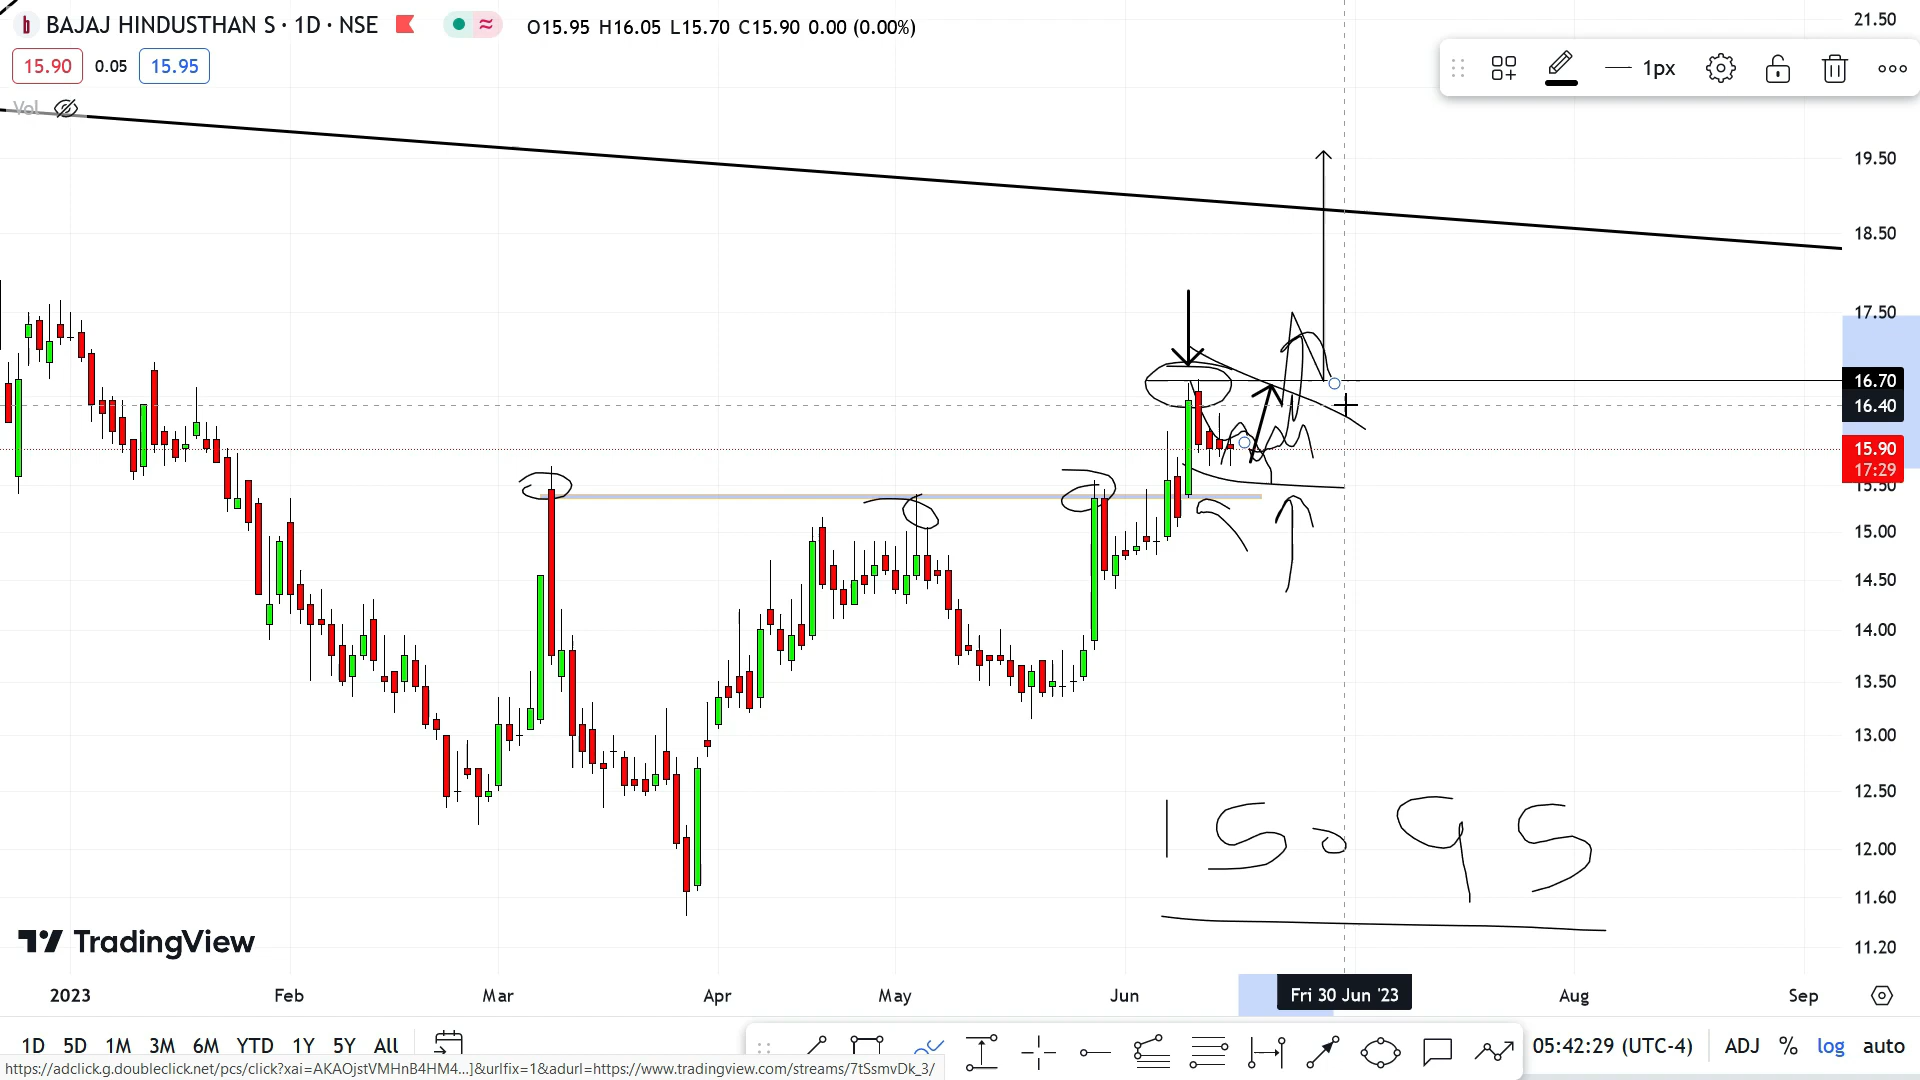 BAJAJ HINDUSTHAN S · 1D · NSE
O15.95 H16.05 L15.70 C15.90 0.00 (0.00%)
15.90 0.05 15.95
Vol
1px
21.50
19.50
18.50
17.50
16.70
16.40
15.90
17:29
15.50
15.00
14.50
14.00
13.50
13.00
12.50
12.00
11.60
11.20
15.95
TradingView
2023 Feb Mar Apr May Jun Fri 30 Jun '23 Aug Sep
1D 5D 1M 3M 6M YTD 1Y 5Y All
05:42:29 (UTC-4) ADJ % log auto
https://adclick.g.doubleclick.net/pcs/click?xai=AKAOjstVMHnB4HM4...]&urlfix=1&adurl=https://www.tradingview.com/streams/7tSsmvDk_3/